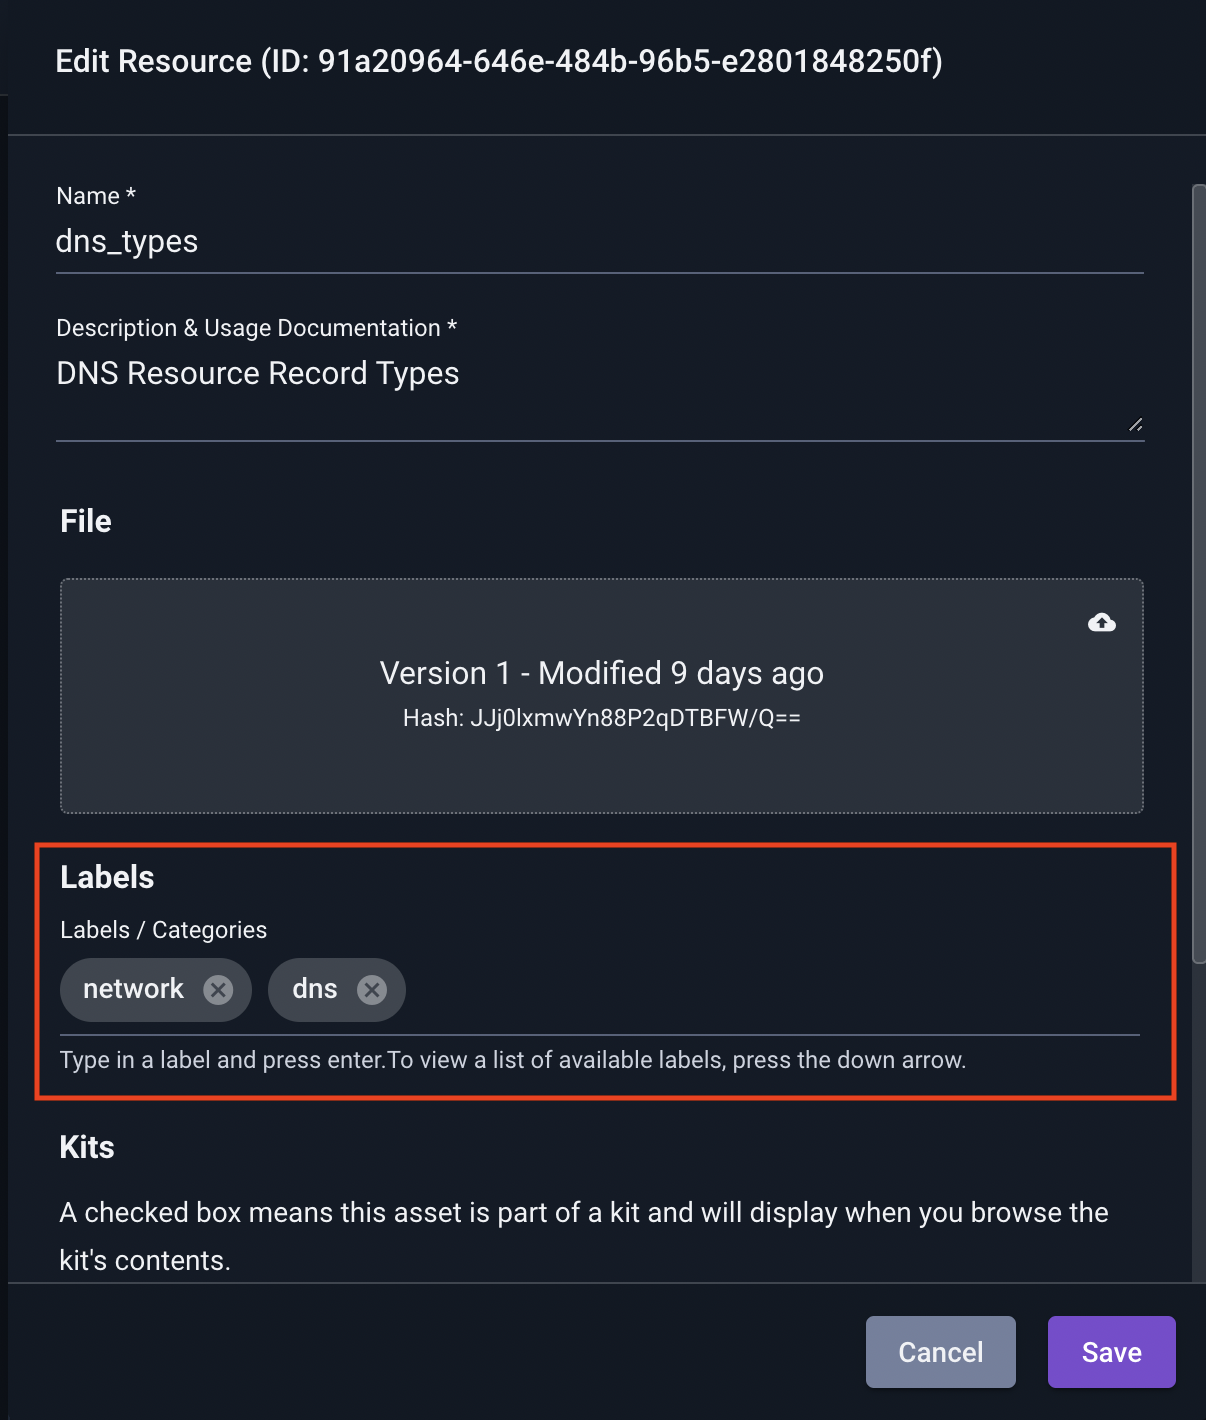 Edit Resource (ID: 91a20964-646e-484b-96b5-e2801848250f)
Name *
dns_types
Description & Usage Documentation *
DNS Resource Record Types
File
Version 1 - Modified 9 days ago
Hash: JJj0lxmwYn88P2qDTBFW/Q==
Labels
Labels / Categories
network dns
Type in a label and press enter.To view a list of available labels, press the down arrow.
Kits
A checked box means this asset is part of a kit and will display when you browse the
kit's contents.
Cancel Save